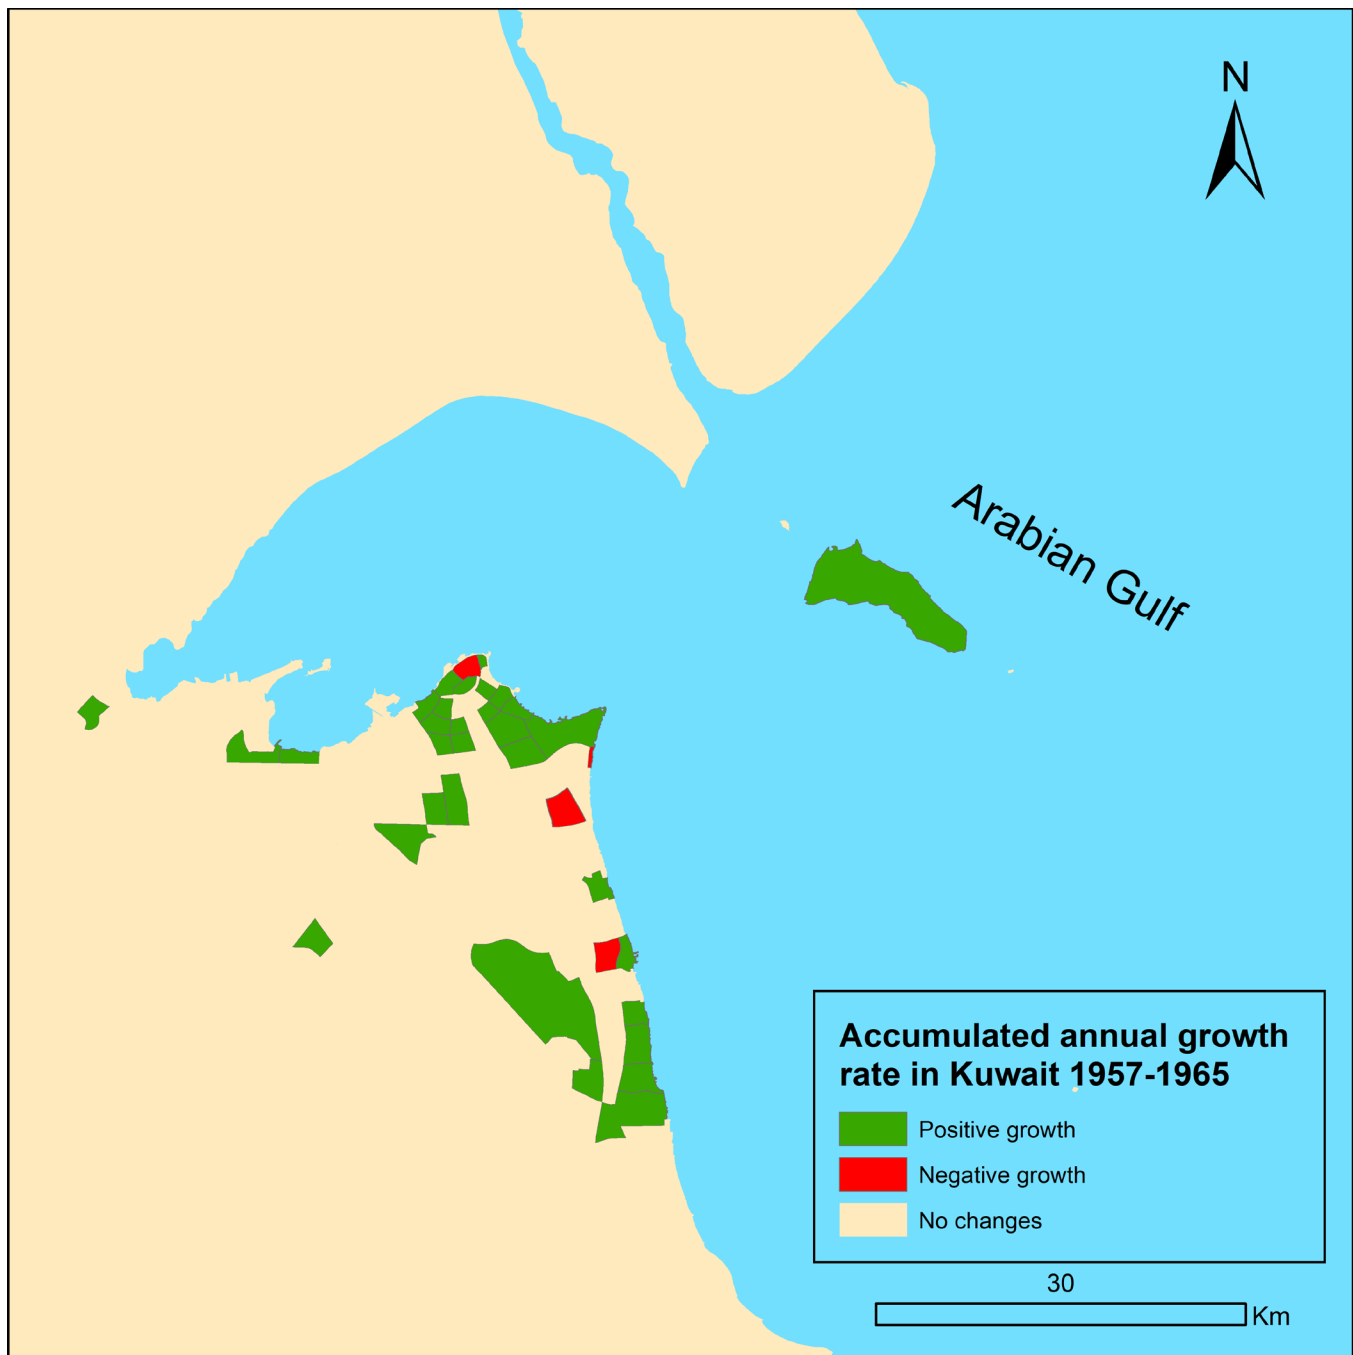 N
Arabian Gulf
Accumulated annual growth
rate in Kuwait 1957-1965
Positive growth
Negative growth
No changes
30
Km